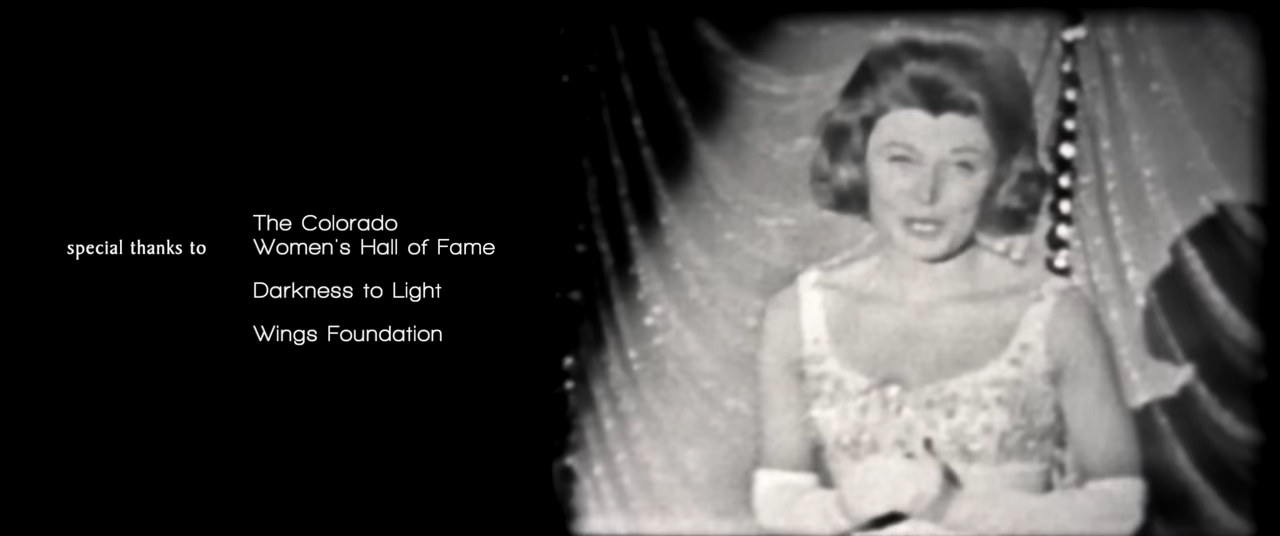 special thanks to
The Colorado
Women's Hall of Fame
Darkness to Light
Wings Foundation